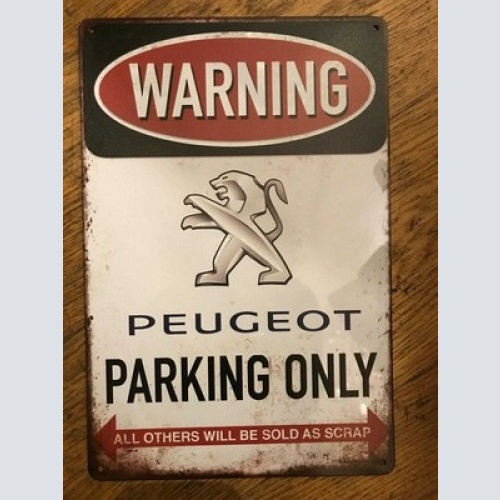 WARNING
PEUGEOT
PARKING ONLY
ALL OTHERS WILL BE SOLD AS SCRAP